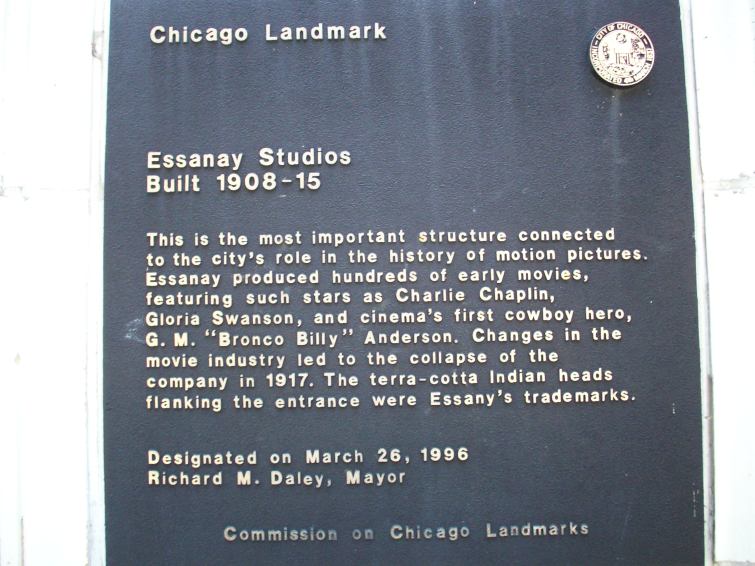 Chicago Landmark
CITY OF CHICAGO
Essanay Studios
Built 1908-15
This is the most important structure connected
to the city's role in the history of motion pictures.
Essanay produced hundreds of early movies,
featuring such stars as Charlie Chaplin,
Gloria Swanson, and cinema's first cowboy hero,
G. M. "Bronco Billy" Anderson. Changes in the
movie industry led to the collapse of the
company in 1917. The terra-cotta Indian heads
flanking the entrance were Essany's trademarks.
Designated on March 26, 1996
Richard M. Daley, Mayor
Commission on Chicago Landmarks